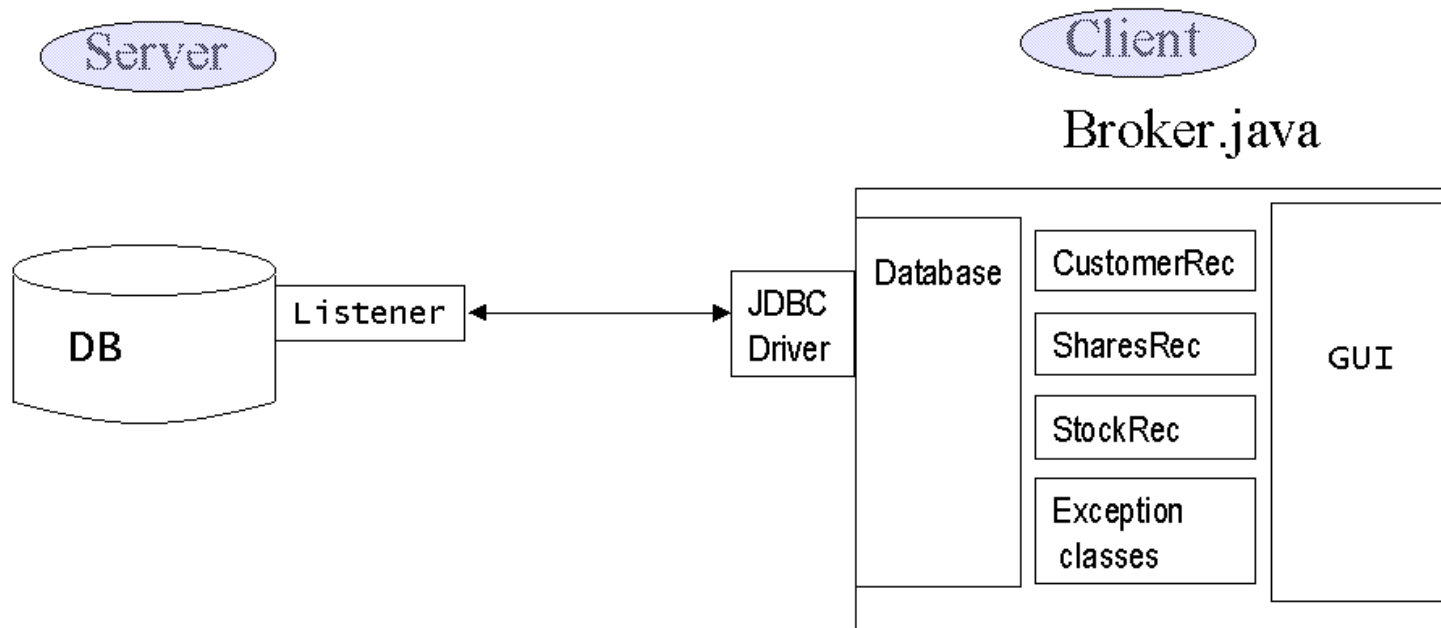 Server
Client
Broker.java
DB
Listener
JDBC
Driver
Database
CustomerRec
SharesRec
StockRec
Exception
classes
GUI